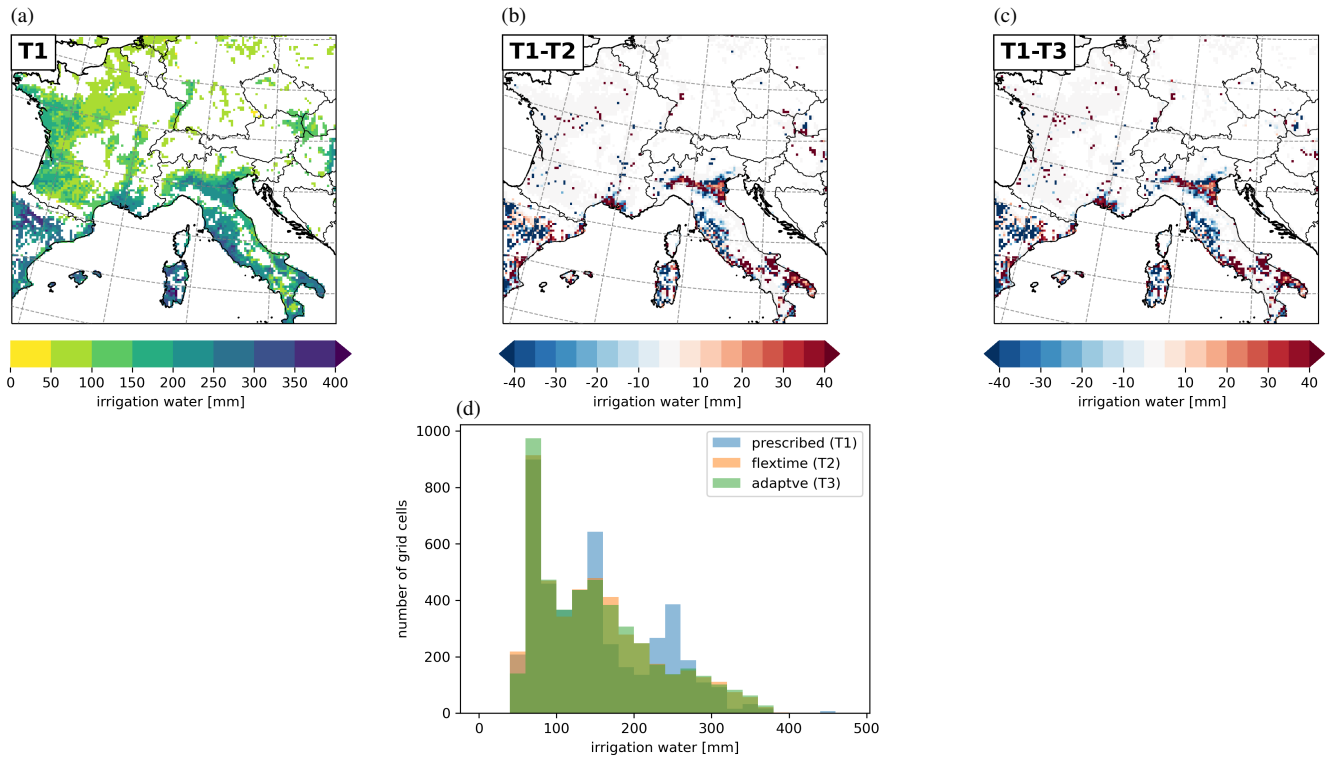 (a)
(b)
(c)
T1
T1-T2
T1-T3
0 50 100 150 200 250 300 350 400
irrigation water [mm]
-40 -30 -20 -10 10 20 30 40
irrigation water [mm]
-40 -30 -20 -10 10 20 30 40
irrigation water [mm]
(d)
1000
800
600
400
200
0
number of grid cells
prescribed (T1)
flextime (T2)
adaptve (T3)
0 100 200 300 400 500
irrigation water [mm]